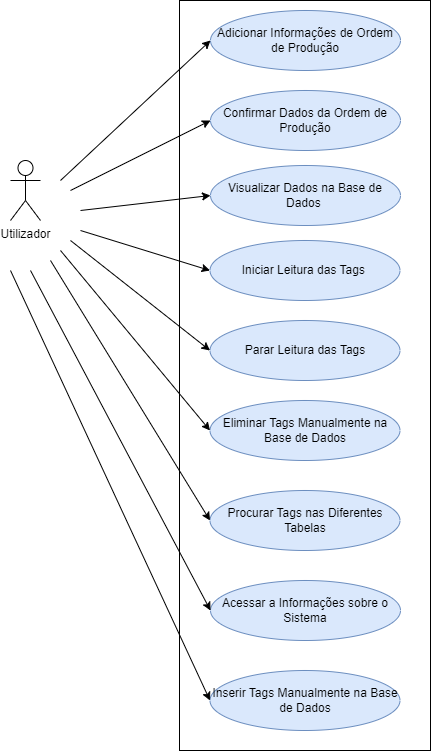 Adicionar Informações de Ordem
de Produção
Confirmar Dados da Ordem de
Produção
Visualizar Dados na Base de
Dados
Utilizador
Iniciar Leitura das Tags
Parar Leitura das Tags
Eliminar Tags Manualmente na
Base de Dados
Procurar Tags nas Diferentes
Tabelas
Acessar a Informações sobre o
Sistema
Inserir Tags Manualmente na Base
de Dados